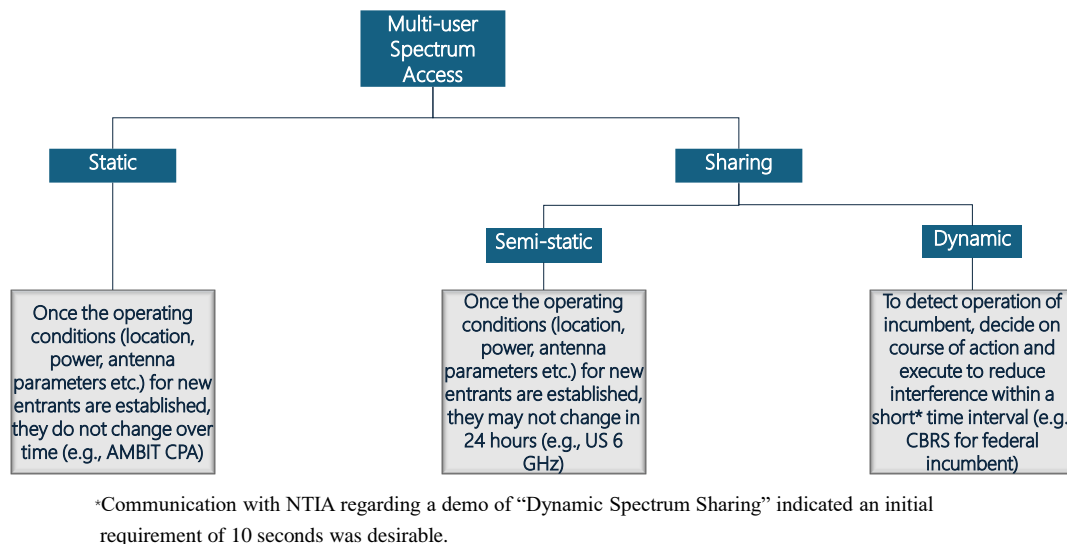 Multi-user
Spectrum
Access
Static
Sharing
Semi-static
Dynamic
Once the operating
conditions (location,
power, antenna
parameters etc.) for new
entrants are established,
they do not change over
time (e.g., AMBIT CPA)
Once the operating
conditions (location,
power, antenna
parameters etc.) for new
entrants are established,
they may not change in
24 hours (e.g., US 6
GHz)
To detect operation of
incumbent, decide on
course of action and
execute to reduce
interference within a
short* time interval (e.g.
CBRS for federal
incumbent)
*Communication with NTIA regarding a demo of “Dynamic Spectrum Sharing” indicated an initial
requirement of 10 seconds was desirable.